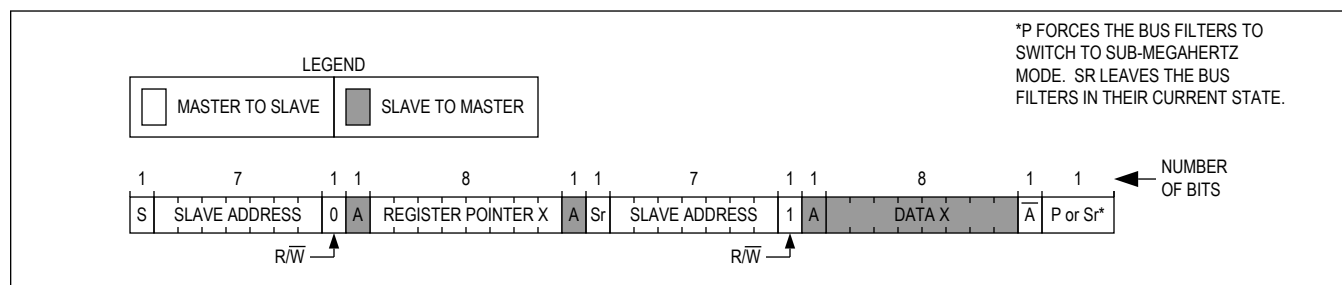 *P FORCES THE BUS FILTERS TO
SWITCH TO SUB-MEGAHERTZ
MODE. SR LEAVES THE BUS
FILTERS IN THEIR CURRENT STATE.
LEGEND
MASTER TO SLAVE SLAVE TO MASTER
1 7 1 1 8 1 1 7 1 1 8 1 1 NUMBER
OF BITS
S SLAVE ADDRESS 0 A REGISTER POINTER X A Sr SLAVE ADDRESS 1 A DATA X A̅ P or Sr*
R/W̅ R/W̅